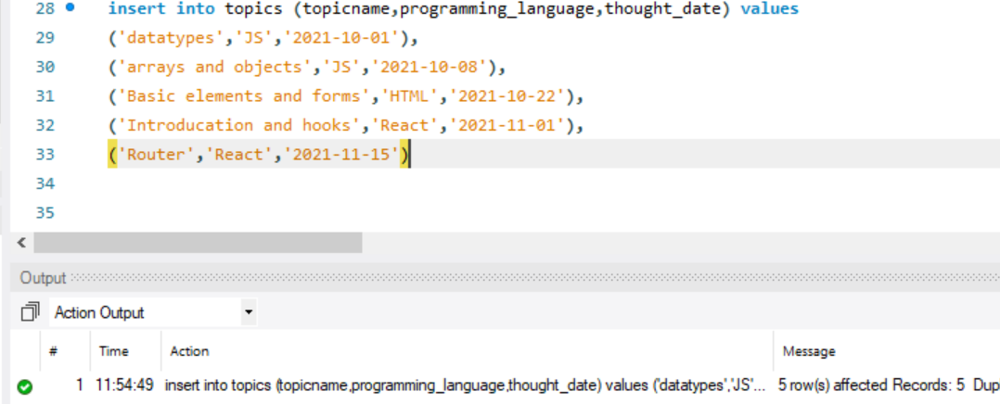 28 insert into topics (topicname,programming_language,thought_date) values
29 ('datatypes','JS','2021-10-01'),
30 ('arrays and objects','JS','2021-10-08'),
31 ('Basic elements and forms','HTML','2021-10-22'),
32 ('Introducation and hooks','React','2021-11-01'),
33 ('Router','React','2021-11-15')
34
35
Output
Action Output
# Time Action Message
1 11:54:49 insert into topics (topicname,programming_language,thought_date) values ('datatypes','JS'... 5 row(s) affected Records: 5 Dup